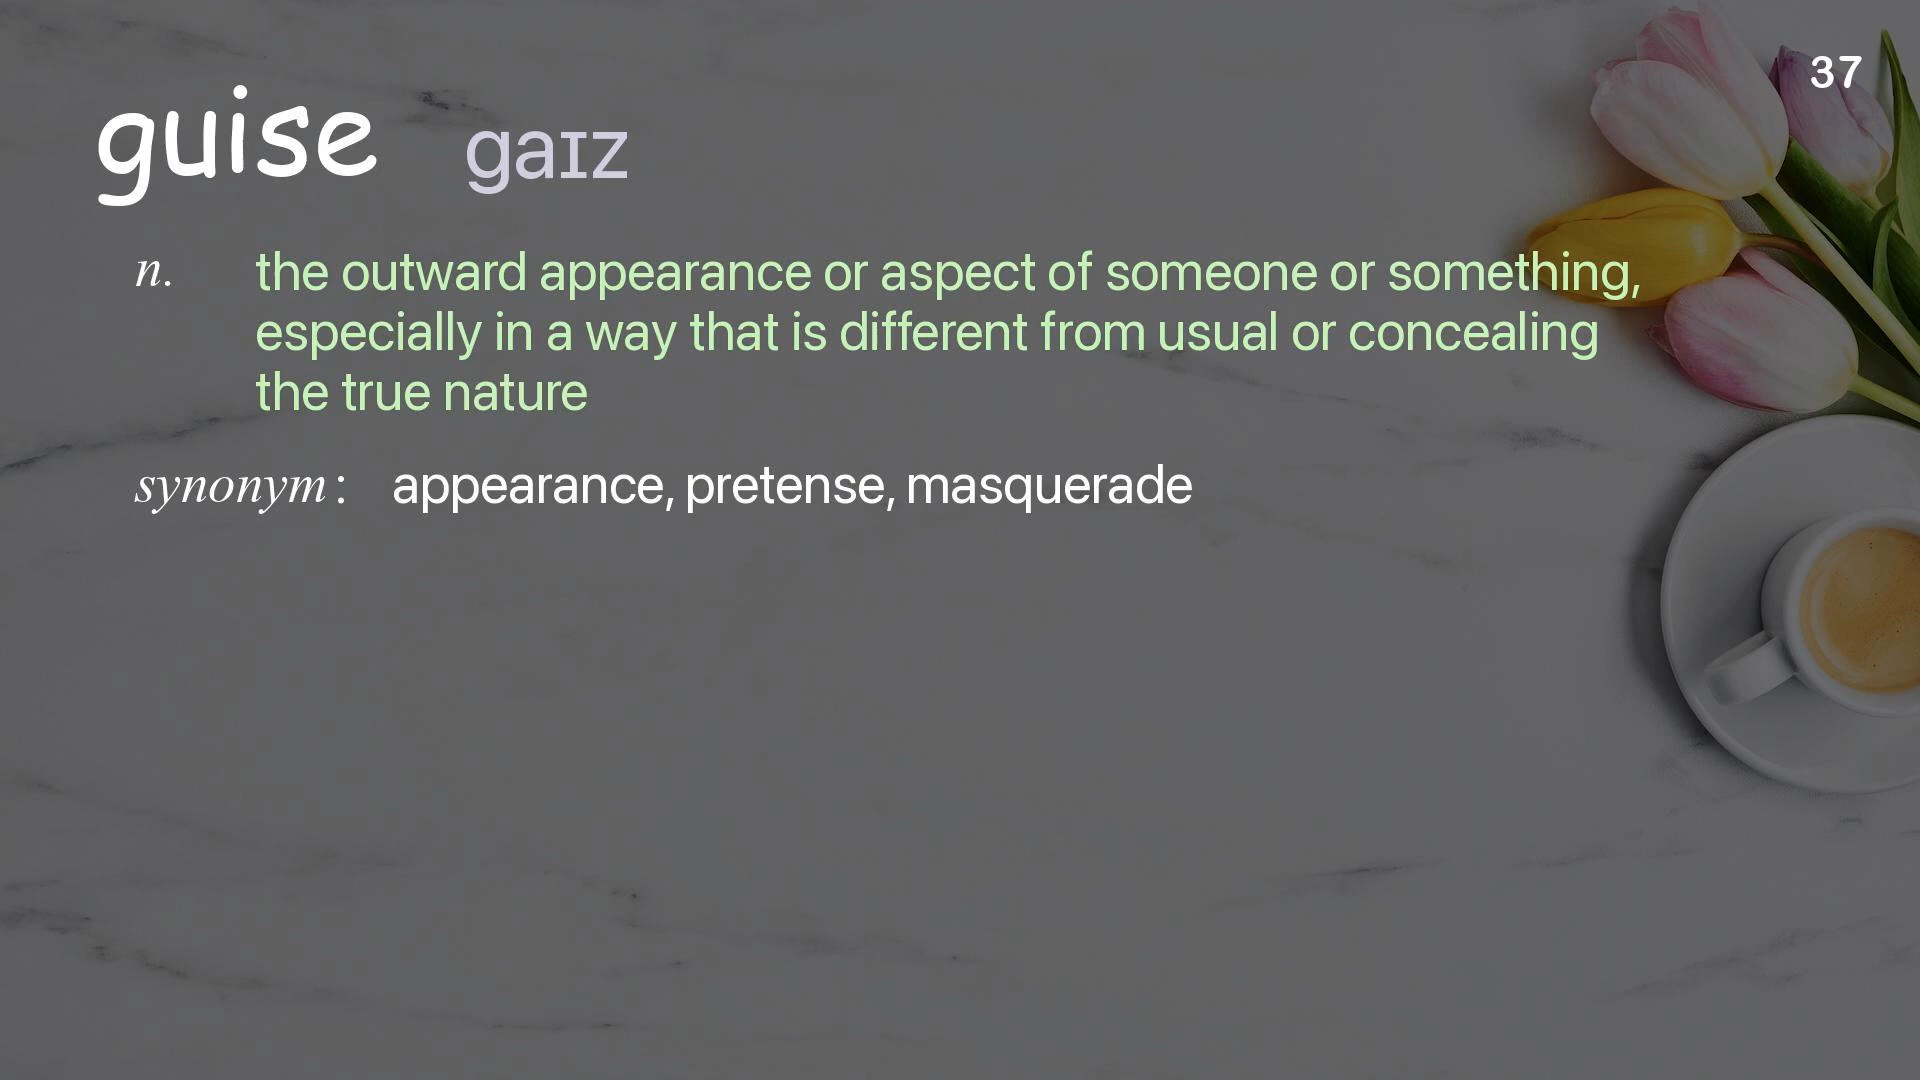 37
guise gaɪz
n. the outward appearance or aspect of someone or something,
especially in a way that is different from usual or concealing
the true nature
synonym: appearance, pretense, masquerade